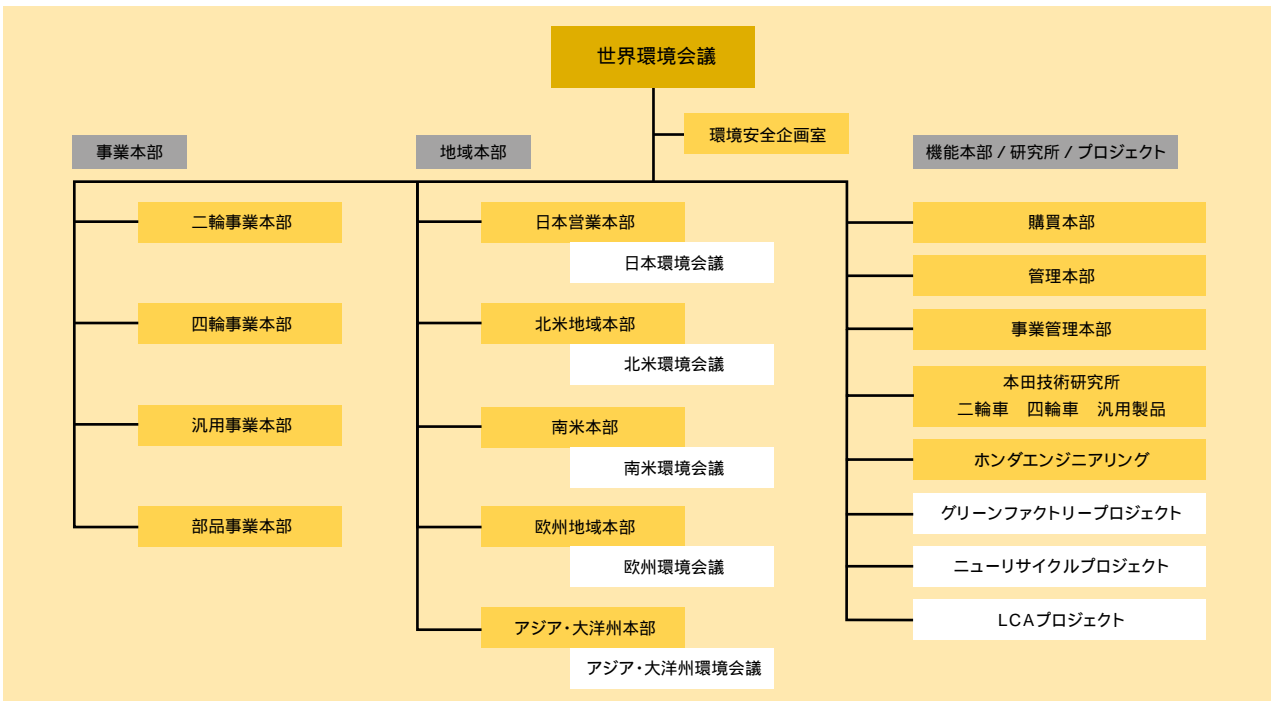 世界環境会議
環境安全企画室
事業本部
二輪事業本部
四輪事業本部
汎用事業本部
部品事業本部
地域本部
日本営業本部
日本環境会議
北米地域本部
北米環境会議
南米本部
南米環境会議
欧州地域本部
欧州環境会議
アジア・大洋州本部
アジア・大洋州環境会議
機能本部 / 研究所 / プロジェクト
購買本部
管理本部
事業管理本部
本田技術研究所
二輪車　四輪車　汎用製品
ホンダエンジニアリング
グリーンファクトリープロジェクト
ニューリサイクルプロジェクト
LCAプロジェクト